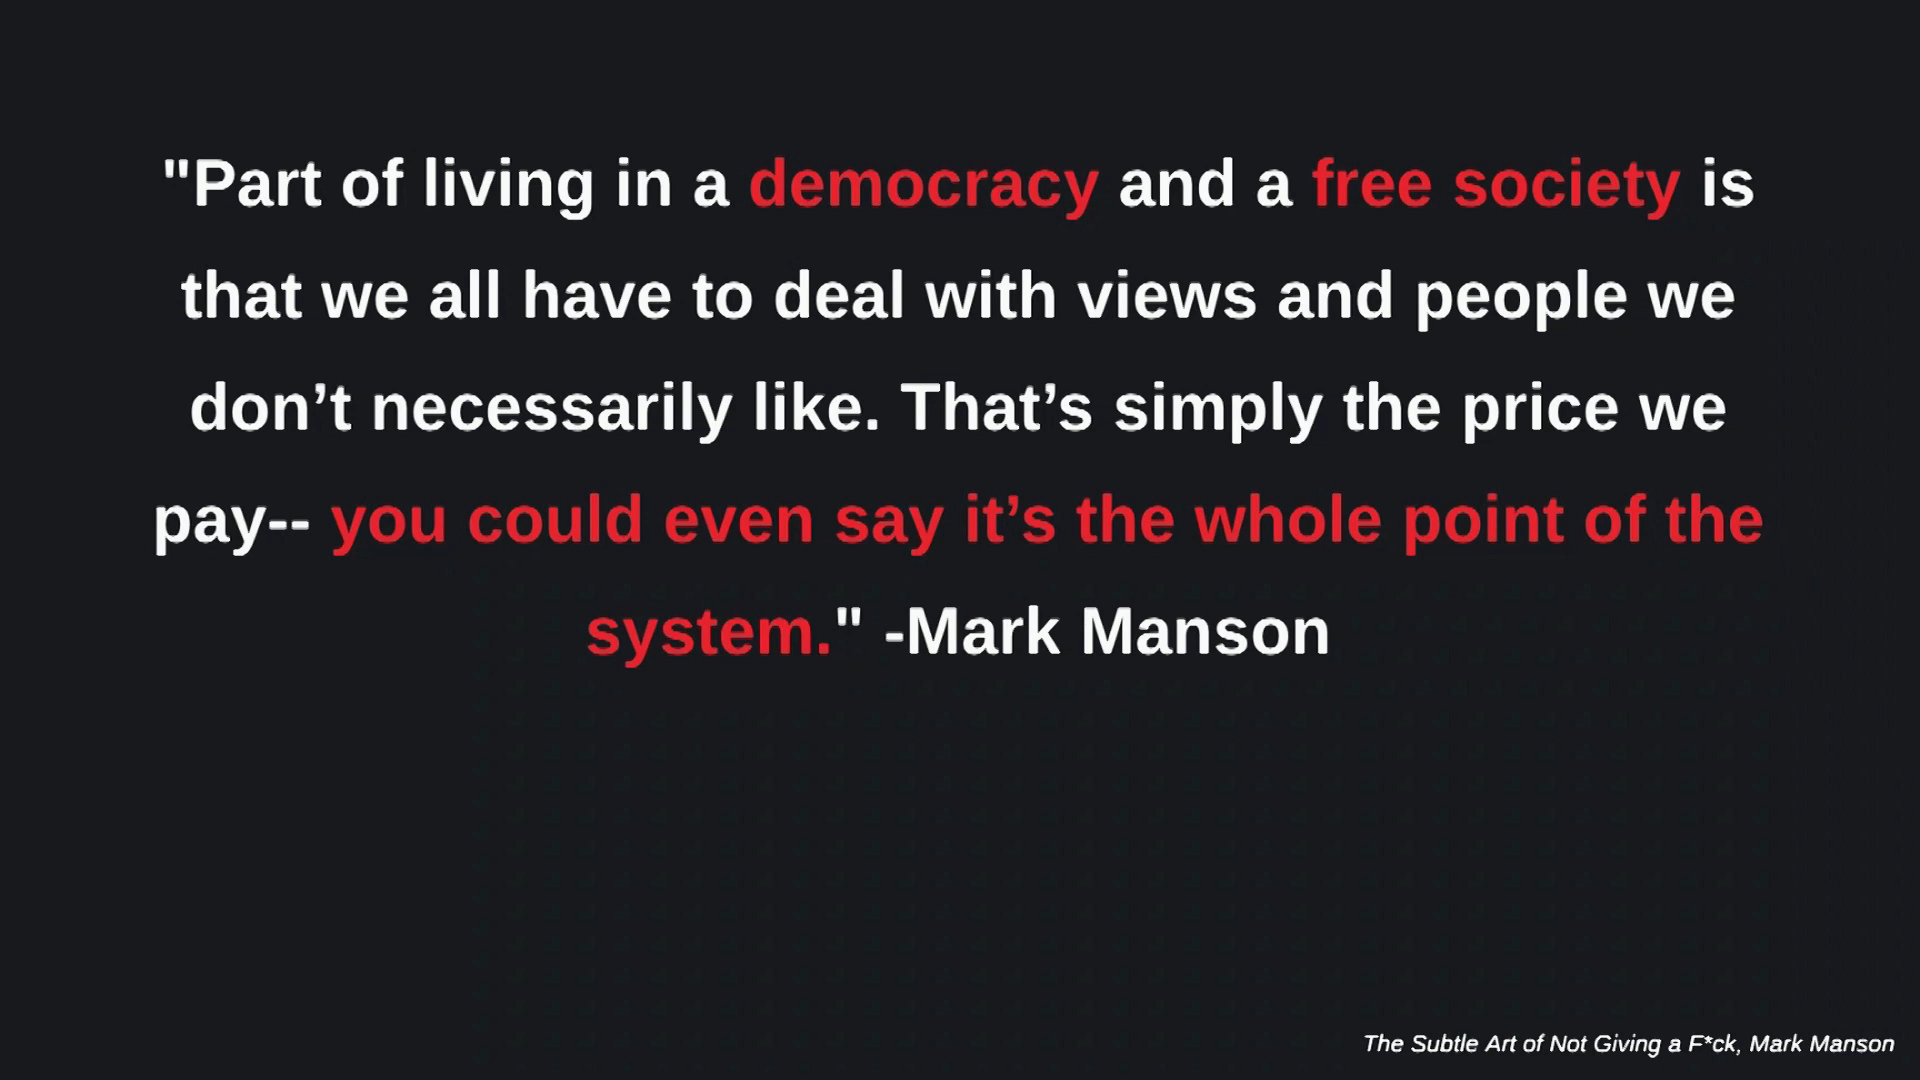 "Part of living in a democracy and a free society is
that we all have to deal with views and people we
don’t necessarily like. That’s simply the price we
pay-- you could even say it’s the whole point of the
system." -Mark Manson
The Subtle Art of Not Giving a F*ck, Mark Manson